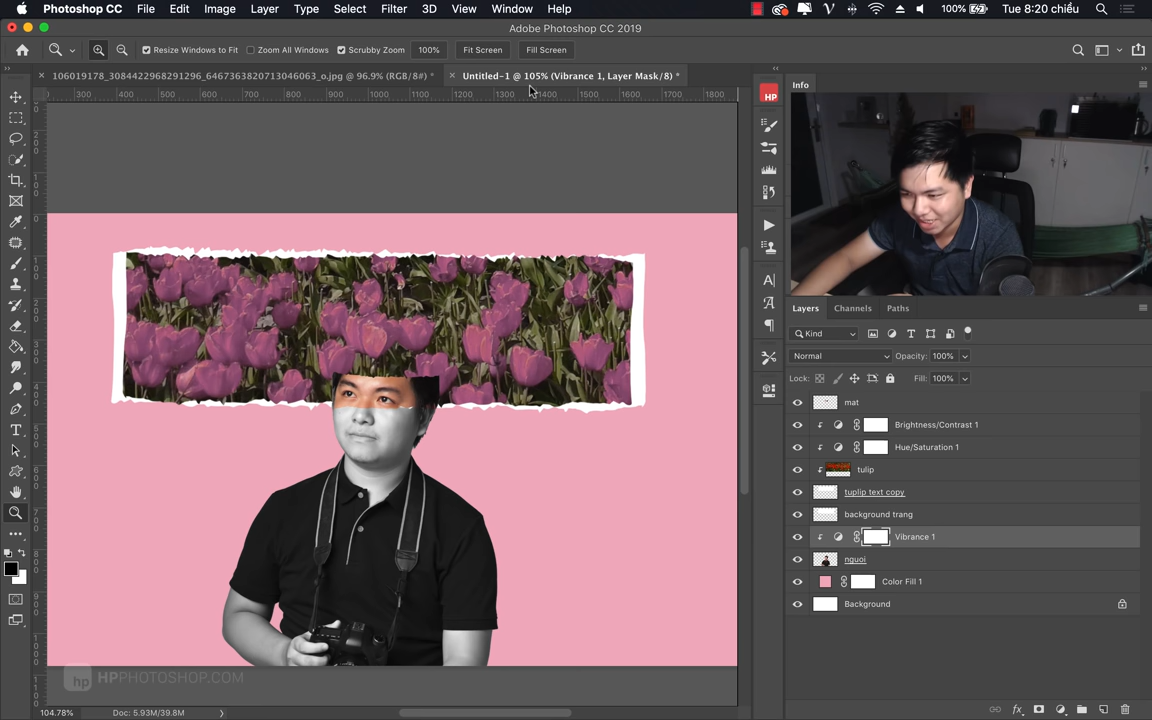 Photoshop CC File Edit Image Layer Type Select Filter 3D View Window Help 100% Tue 8:20 chiều
Adobe Photoshop CC 2019
Resize Windows to Fit Zoom All Windows Scrubby Zoom 100% Fit Screen Fill Screen
106019178_3084422968291296_6467363820713046063_o.jpg @ 96.9% (RGB/8#) * Untitled-1 @ 105% (Vibrance 1, Layer Mask/8) *
300 400 500 600 700 800 900 1000 1100 1200 1300 1400 1500 1600 1700 1800
HP
Info
Layers Channels Paths
Kind
Normal Opacity: 100%
Lock: Fill: 100%
mat
Brightness/Contrast 1
Hue/Saturation 1
tulip
tuplip text copy
background trang
Vibrance 1
nguoi
Color Fill 1
Background
hp HPPHOTOSHOP.COM
104.78% Doc: 5.93M/39.8M
fx